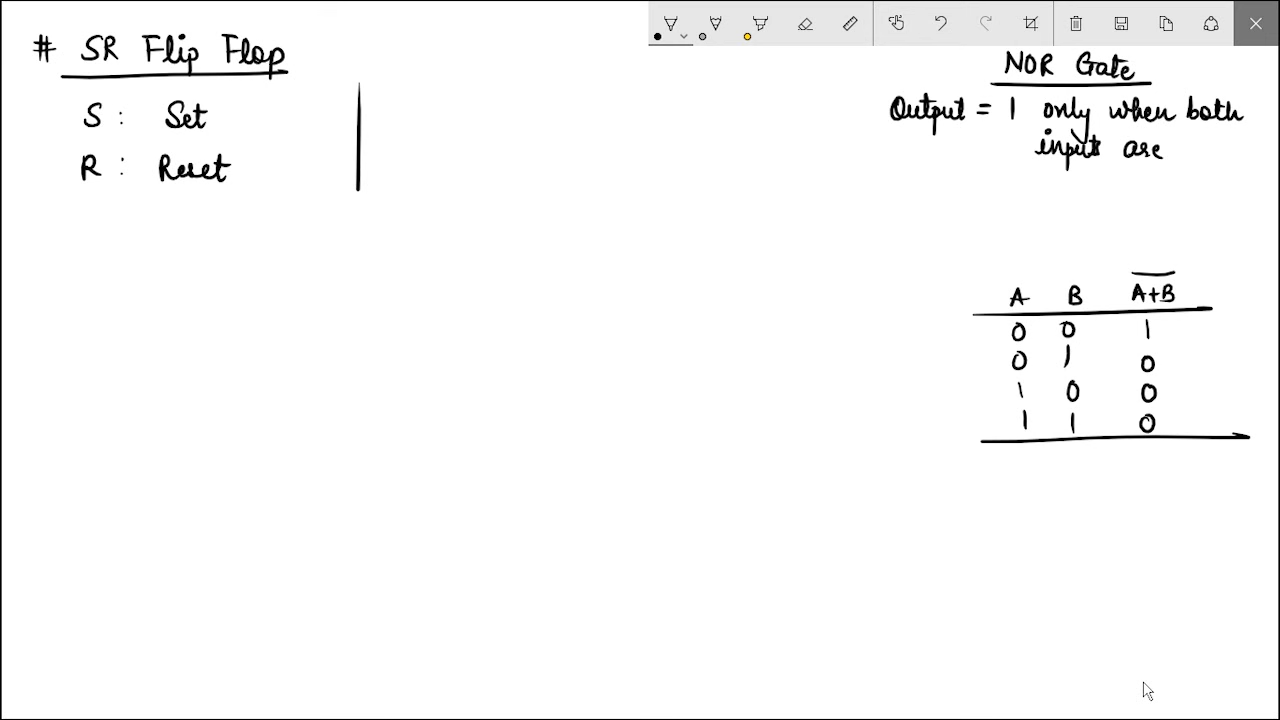 # SR Flip Flop
S : Set
R : Reset
NOR Gate
Output = 1 only when both
inputs are
A B A+B
0 0 1
0 1 0
1 0 0
1 1 0